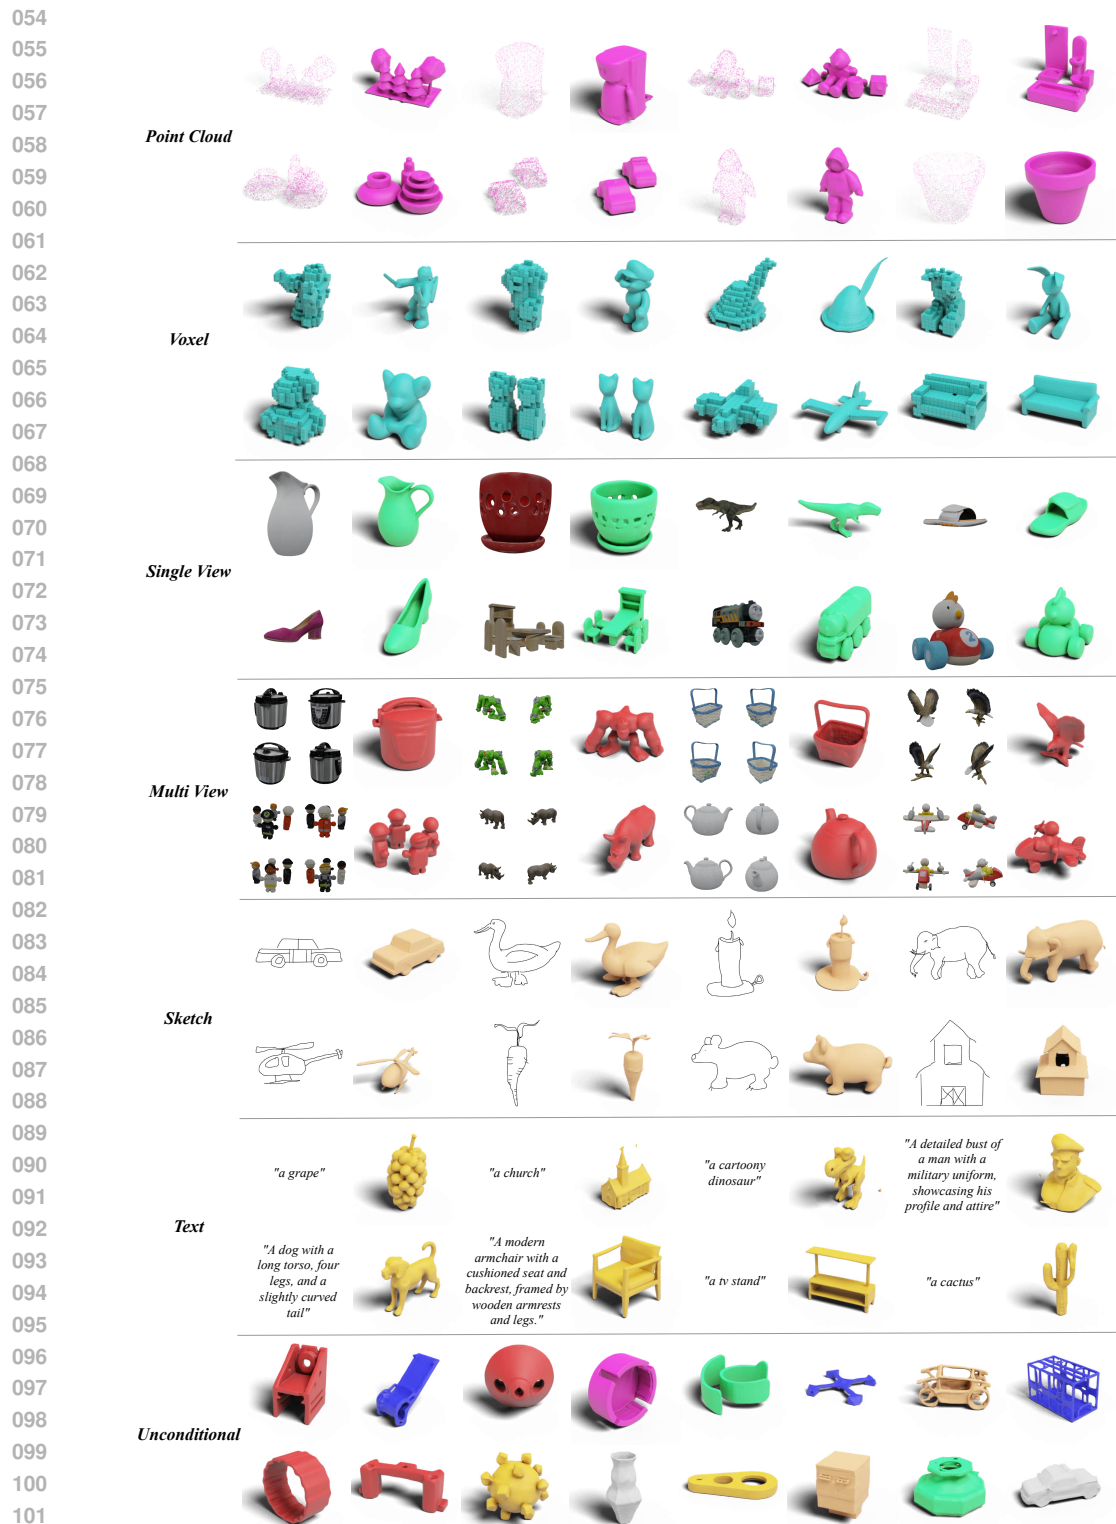 054
055
056
057
058
059
060
061
062
063
064
065
066
067
068
069
070
071
072
073
074
075
076
077
078
079
080
081
082
083
084
085
086
087
088
089
090
091
092
093
094
095
096
097
098
099
100
101
Point Cloud
Voxel
Single View
2
Multi View
Sketch
Text
"a grape"
"a church"
"a cartoony
dinosaur"
"A detailed bust of
a man with a
military uniform,
showcasing his
profile and attire"
"A dog with a
long torso, four
legs, and a
slightly curved
tail"
"A modern
armchair with a
cushioned seat and
backrest, framed by
wooden armrests
and legs."
"a tv stand"
"a cactus"
Unconditional